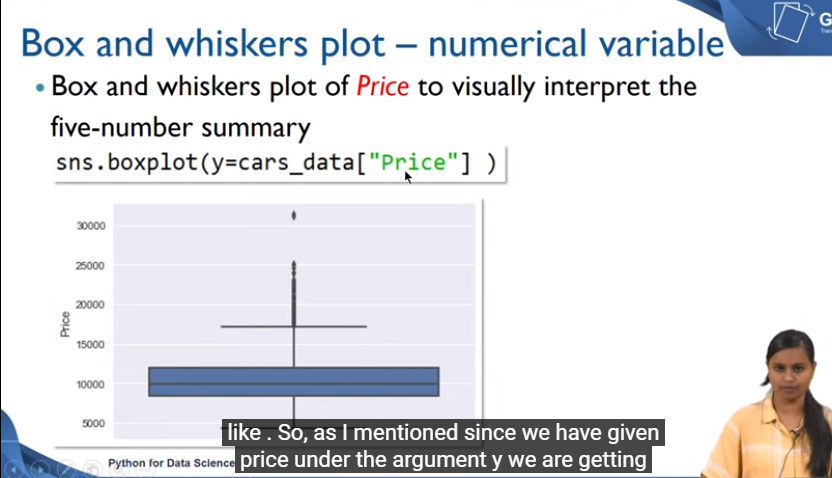 G
Tran
Box and whiskers plot – numerical variable
• Box and whiskers plot of Price to visually interpret the
five-number summary
sns.boxplot(y=cars_data["Price"] )
30000
25000
20000
15000
10000
5000
Price
like . So, as I mentioned since we have given
price under the argument y we are getting
Python for Data Science